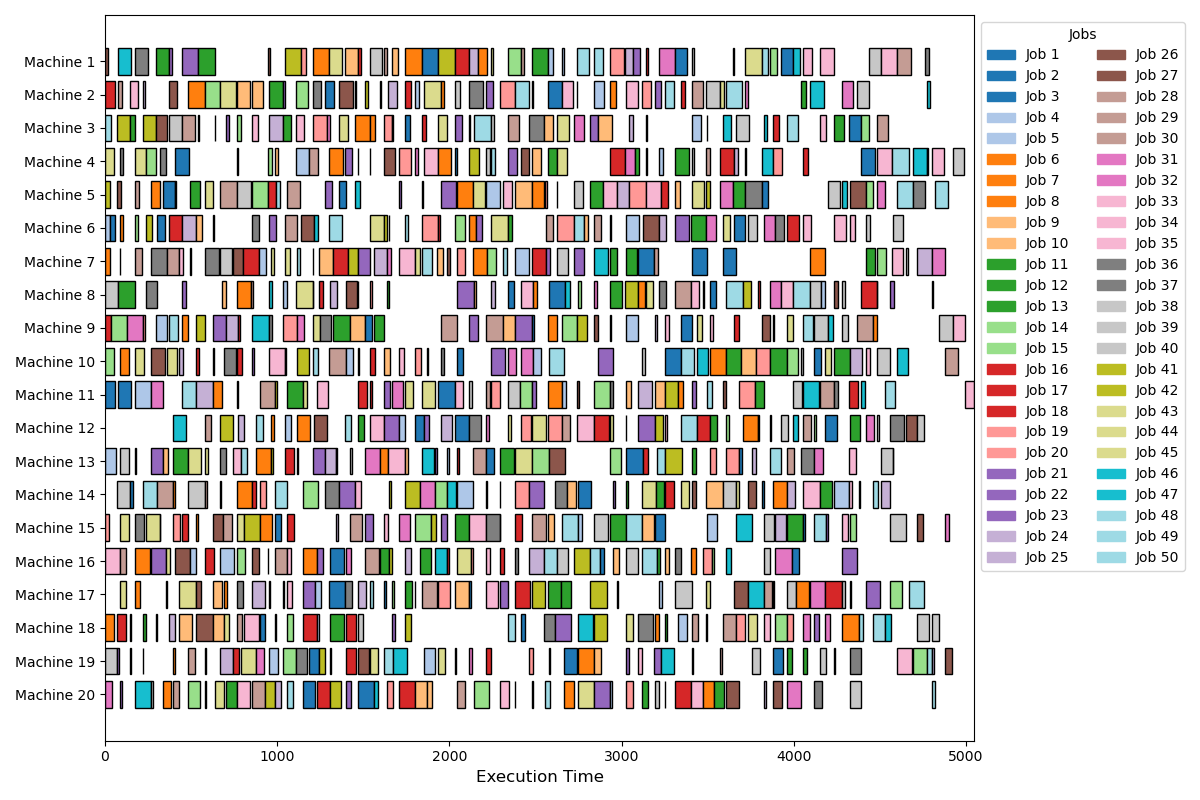 Machine 1
Machine 2
Machine 3
Machine 4
Machine 5
Machine 6
Machine 7
Machine 8
Machine 9
Machine 10
Machine 11
Machine 12
Machine 13
Machine 14
Machine 15
Machine 16
Machine 17
Machine 18
Machine 19
Machine 20
0 1000 2000 3000 4000 5000
Execution Time
Jobs
Job 1
Job 2
Job 3
Job 4
Job 5
Job 6
Job 7
Job 8
Job 9
Job 10
Job 11
Job 12
Job 13
Job 14
Job 15
Job 16
Job 17
Job 18
Job 19
Job 20
Job 21
Job 22
Job 23
Job 24
Job 25
Job 26
Job 27
Job 28
Job 29
Job 30
Job 31
Job 32
Job 33
Job 34
Job 35
Job 36
Job 37
Job 38
Job 39
Job 40
Job 41
Job 42
Job 43
Job 44
Job 45
Job 46
Job 47
Job 48
Job 49
Job 50